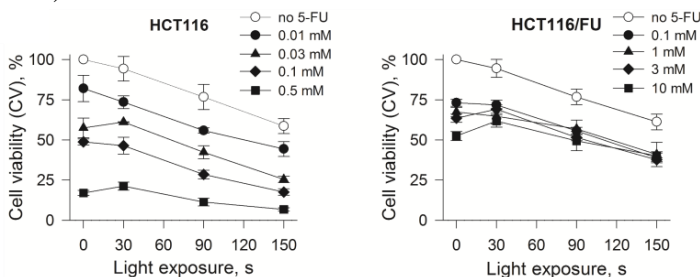 HCT116
no 5-FU
0.01 mM
0.03 mM
0.1 mM
0.5 mM
Cell viability (CV), %
100
75
50
25
0
0 30 60 90 120 150
Light exposure, s
HCT116/FU
no 5-FU
0.1 mM
1 mM
3 mM
10 mM
Cell viability (CV), %
100
75
50
25
0
0 30 60 90 120 150
Light exposure, s